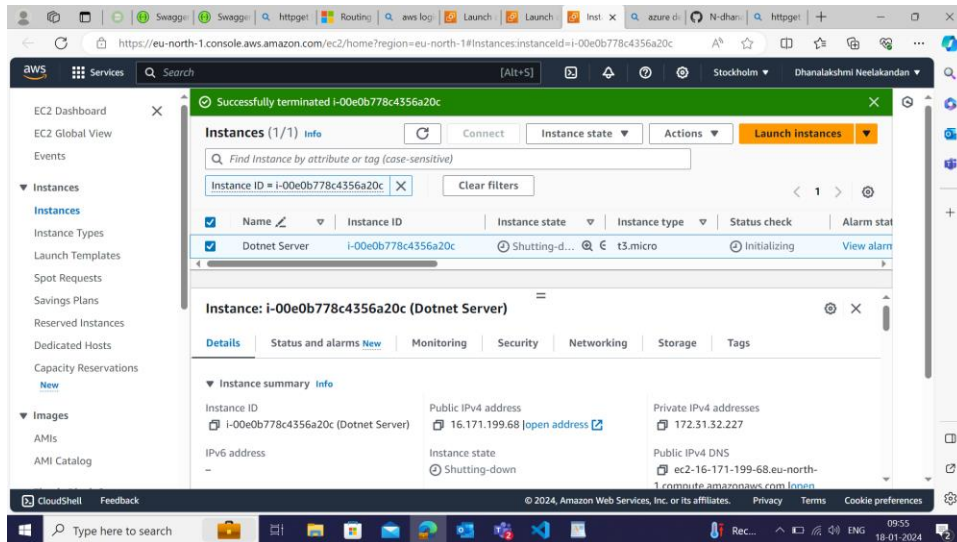 Swagge
Swagge
httpget
Routing
aws log
Launch
Launch
Inst
azure d
N-dhan
httpget
https://eu-north-1.console.aws.amazon.com/ec2/home?region=eu-north-1#Instances:instanceId=i-00e0b778c4356a20c
aws Services Search [Alt+S] Stockholm Dhanalakshmi Neelakandan
EC2 Dashboard
EC2 Global View
Events
Instances
Instances
Instance Types
Launch Templates
Spot Requests
Savings Plans
Reserved Instances
Dedicated Hosts
Capacity Reservations
New
Images
AMIs
AMI Catalog
Successfully terminated i-00e0b778c4356a20c
Instances (1/1) Info Connect Instance state Actions Launch instances
Find Instance by attribute or tag (case-sensitive)
Instance ID = i-00e0b778c4356a20c Clear filters
1
Name Instance ID Instance state Instance type Status check Alarm stat
Dotnet Server i-00e0b778c4356a20c Shutting-d... t3.micro Initializing View alarm
Instance: i-00e0b778c4356a20c (Dotnet Server)
Details Status and alarms New Monitoring Security Networking Storage Tags
Instance summary Info
Instance ID Public IPv4 address Private IPv4 addresses
i-00e0b778c4356a20c (Dotnet Server) 16.171.199.68 |open address 172.31.32.227
IPv6 address Instance state Public IPv4 DNS
– Shutting-down ec2-16-171-199-68.eu-north-
1.compute.amazonaws.com |open
CloudShell Feedback © 2024, Amazon Web Services, Inc. or its affiliates. Privacy Terms Cookie preferences
Type here to search Rec... ENG 09:55
18-01-2024
2